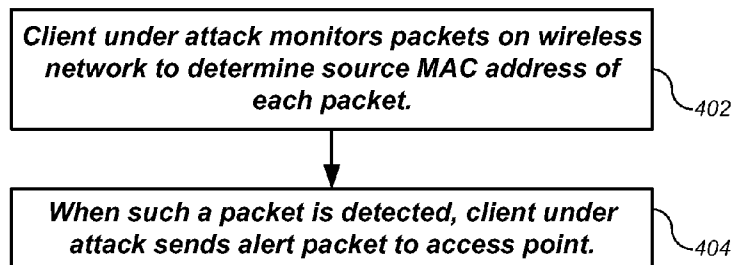 Client under attack monitors packets on wireless
network to determine source MAC address of
each packet.
402
When such a packet is detected, client under
attack sends alert packet to access point.
404